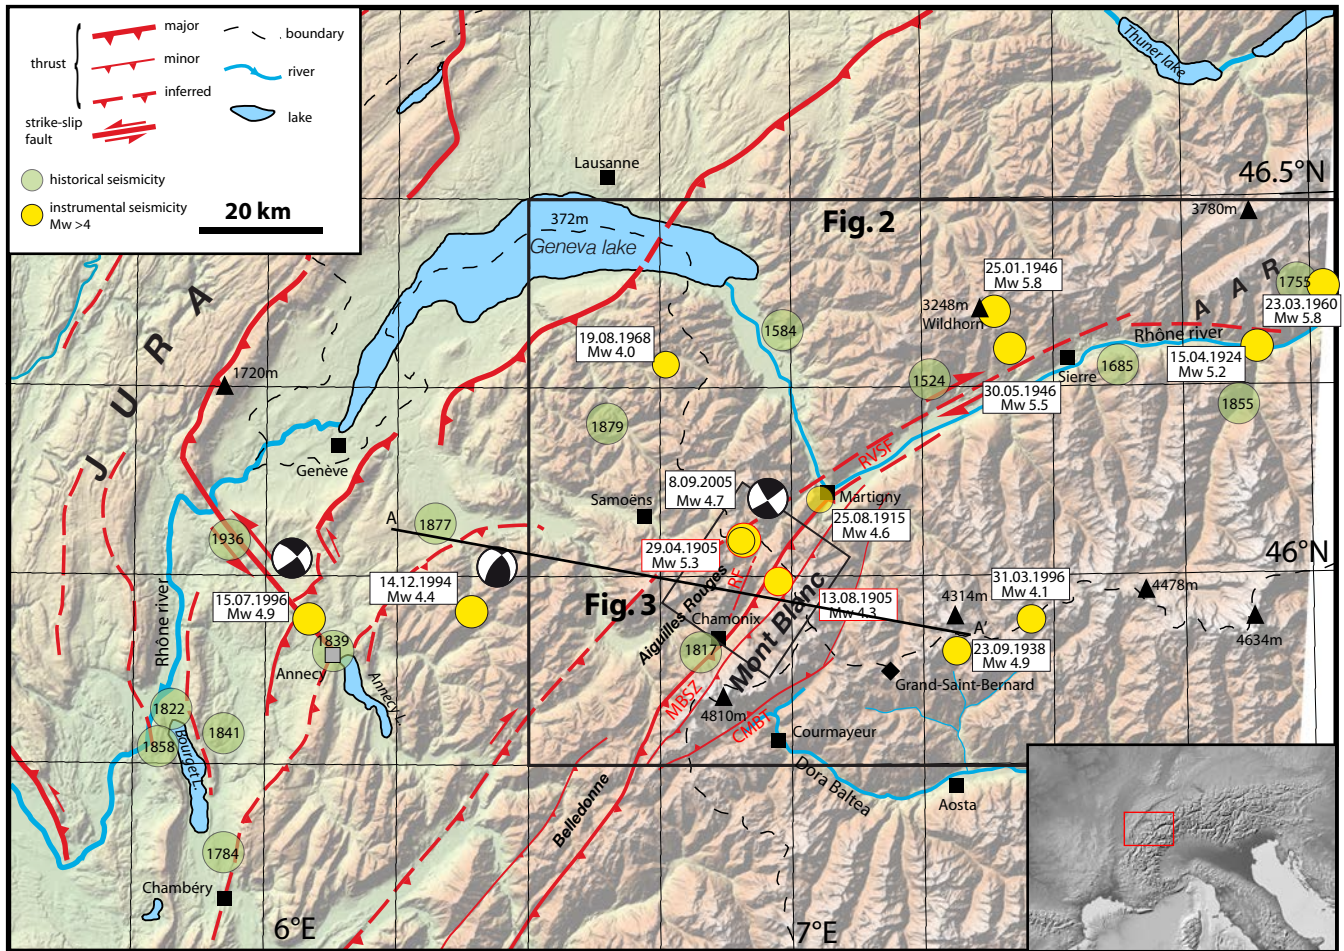 major
minor
thrust
inferred
strike-slip
fault
boundary
river
lake
historical seismicity
instrumental seismicity
Mw >4
20 km
Thuner lake
Lausanne
46.5°N
3780m
Fig. 2
372m
Geneva lake
25.01.1946
Mw 5.8
3248m
Wildhorn
A A R
1755
23.03.1960
Mw 5.8
Rhône river
19.08.1968
Mw 4.0
1584
15.04.1924
Mw 5.2
J U R A
1720m
1524
Sierre
1685
30.05.1946
Mw 5.5
1855
1879
Genève
RVSF
8.09.2005
Mw 4.7
Martigny
Samoëns
A
1877
25.08.1915
Mw 4.6
1936
29.04.1905
Mw 5.3
46°N
14.12.1994
Mw 4.4
15.07.1996
Mw 4.9
Fig. 3
RF
Aiguilles Rouges
Mont Blanc
13.08.1905
Mw 4.3
31.03.1996
Mw 4.1
4314m
4478m
4634m
A'
Rhône river
1839
Annecy
Annecy L.
Chamonix
1817
23.09.1938
Mw 4.9
Grand-Saint-Bernard
MBSZ
4810m
CMBT
1822
1858
1841
Bourget L.
Courmayeur
Dora Baltea
Aosta
Belledonne
1784
Chambéry
6°E
7°E